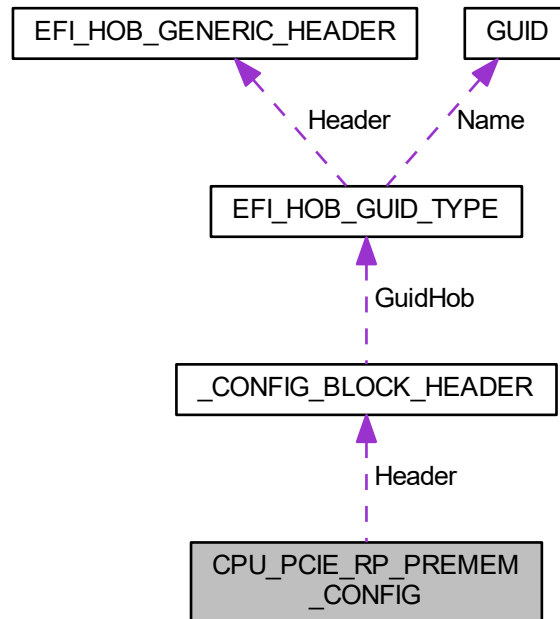 EFI_HOB_GENERIC_HEADER
GUID
Header
Name
EFI_HOB_GUID_TYPE
GuidHob
_CONFIG_BLOCK_HEADER
Header
CPU_PCIE_RP_PREMEM
_CONFIG